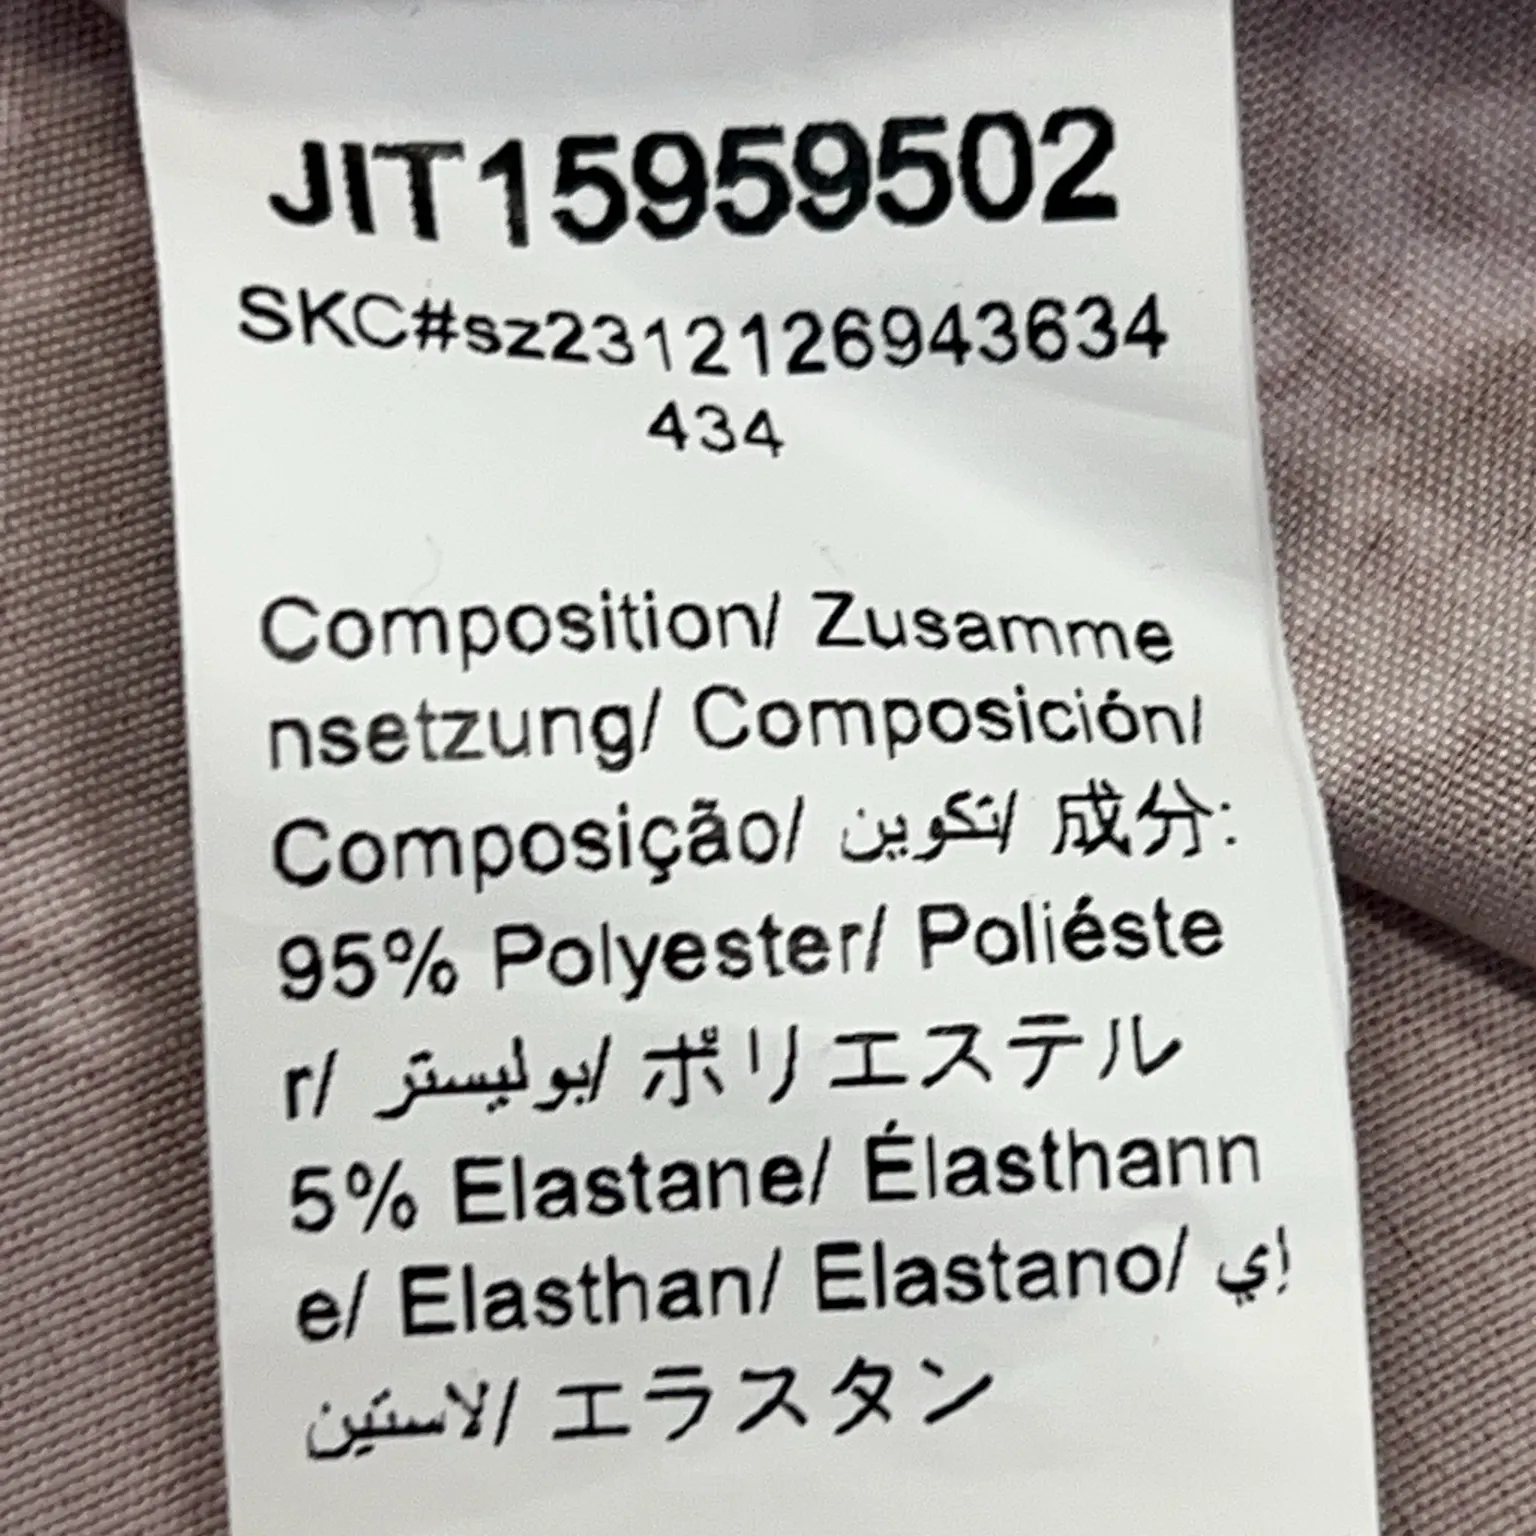 JIT15959502
SKC#sz2312126943634
434
Composition/ Zusamme
nsetzung/ Composición/
Composição/ تكوين/ 成分:
95% Polyester/ Poliéste
r/ بوليستر/ ポリエステル
5% Elastane/ Élasthann
e/ Elasthan/ Elastano/ إي
لاستين/ エラスタン